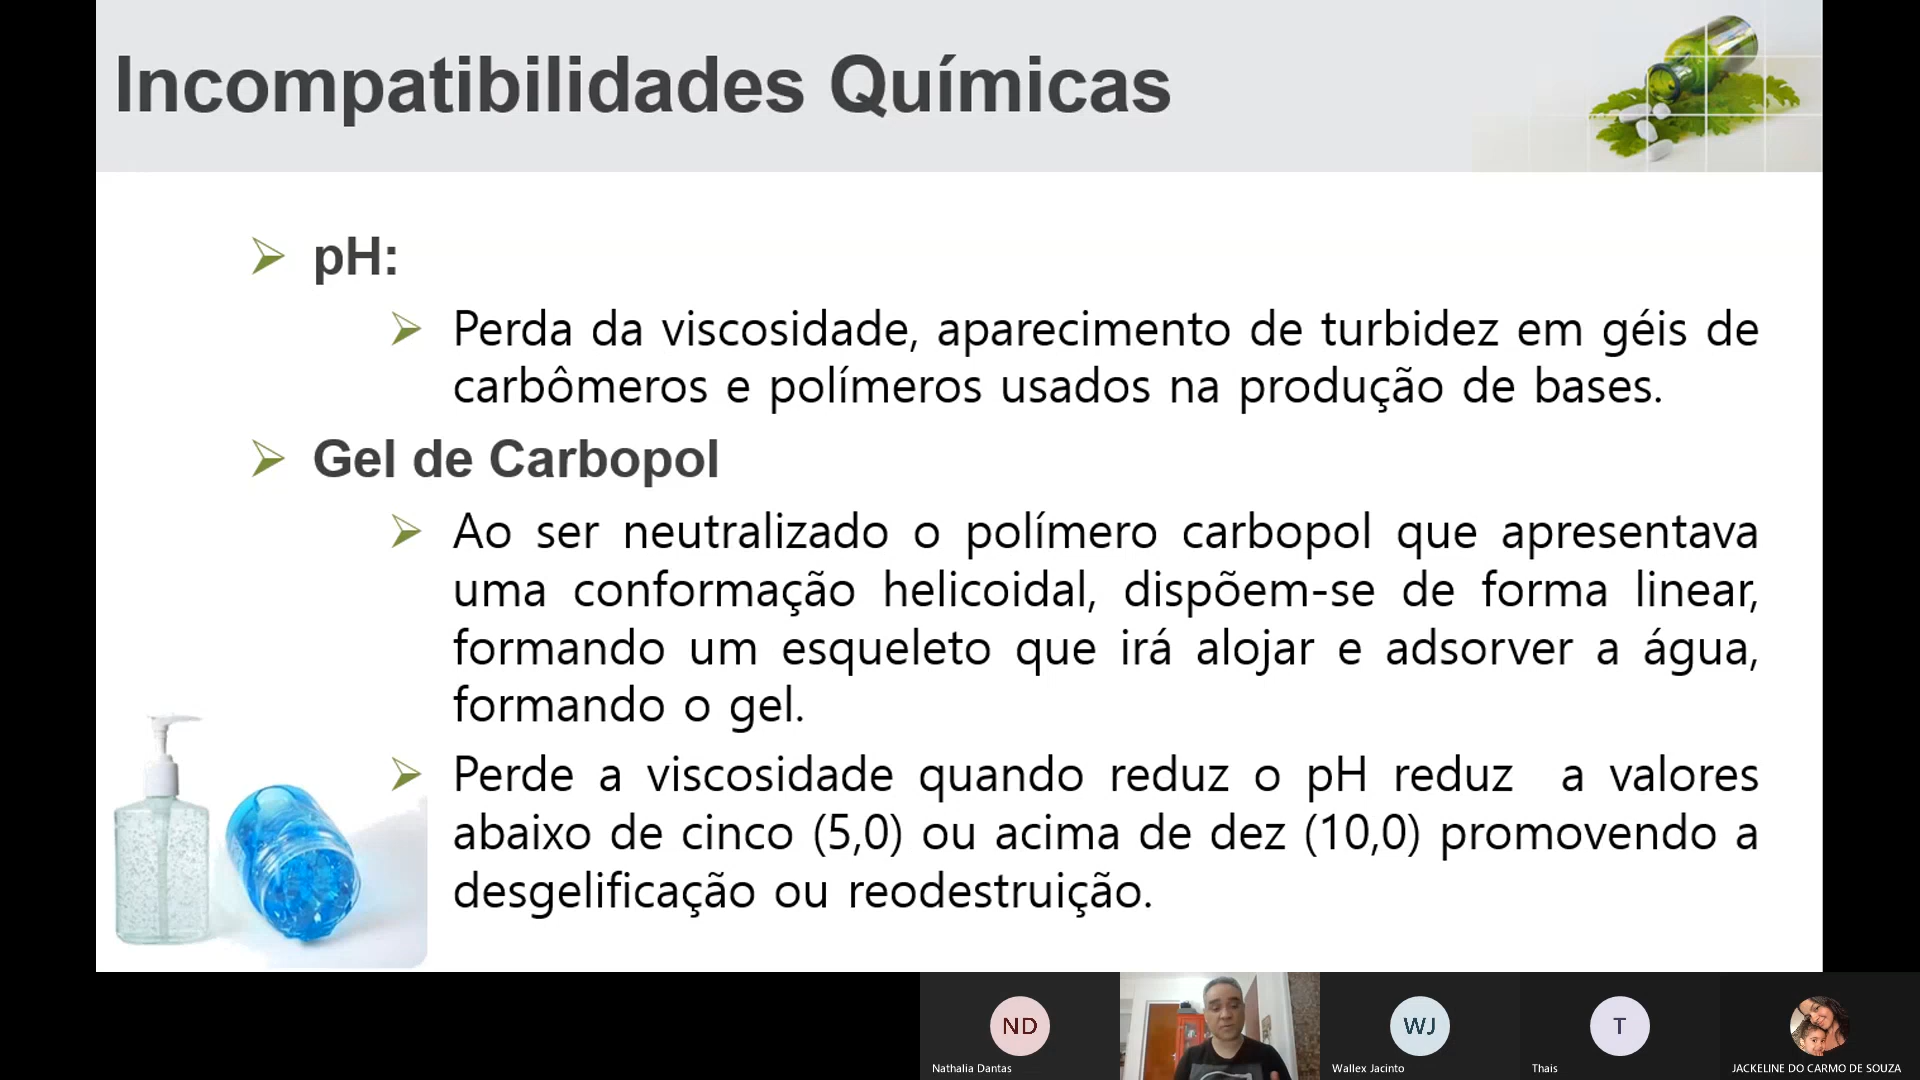 Incompatibilidades Químicas
pH:
Perda da viscosidade, aparecimento de turbidez em géis de
carbômeros e polímeros usados na produção de bases.
Gel de Carbopol
Ao ser neutralizado o polímero carbopol que apresentava
uma conformação helicoidal, dispõem-se de forma linear,
formando um esqueleto que irá alojar e adsorver a água,
formando o gel.
Perde a viscosidade quando reduz o pH reduz a valores
abaixo de cinco (5,0) ou acima de dez (10,0) promovendo a
desgelificação ou reodestruição.
ND
WJ
T
Nathalia Dantas
Wallex Jacinto
Thais
JACKELINE DO CARMO DE SOUZA